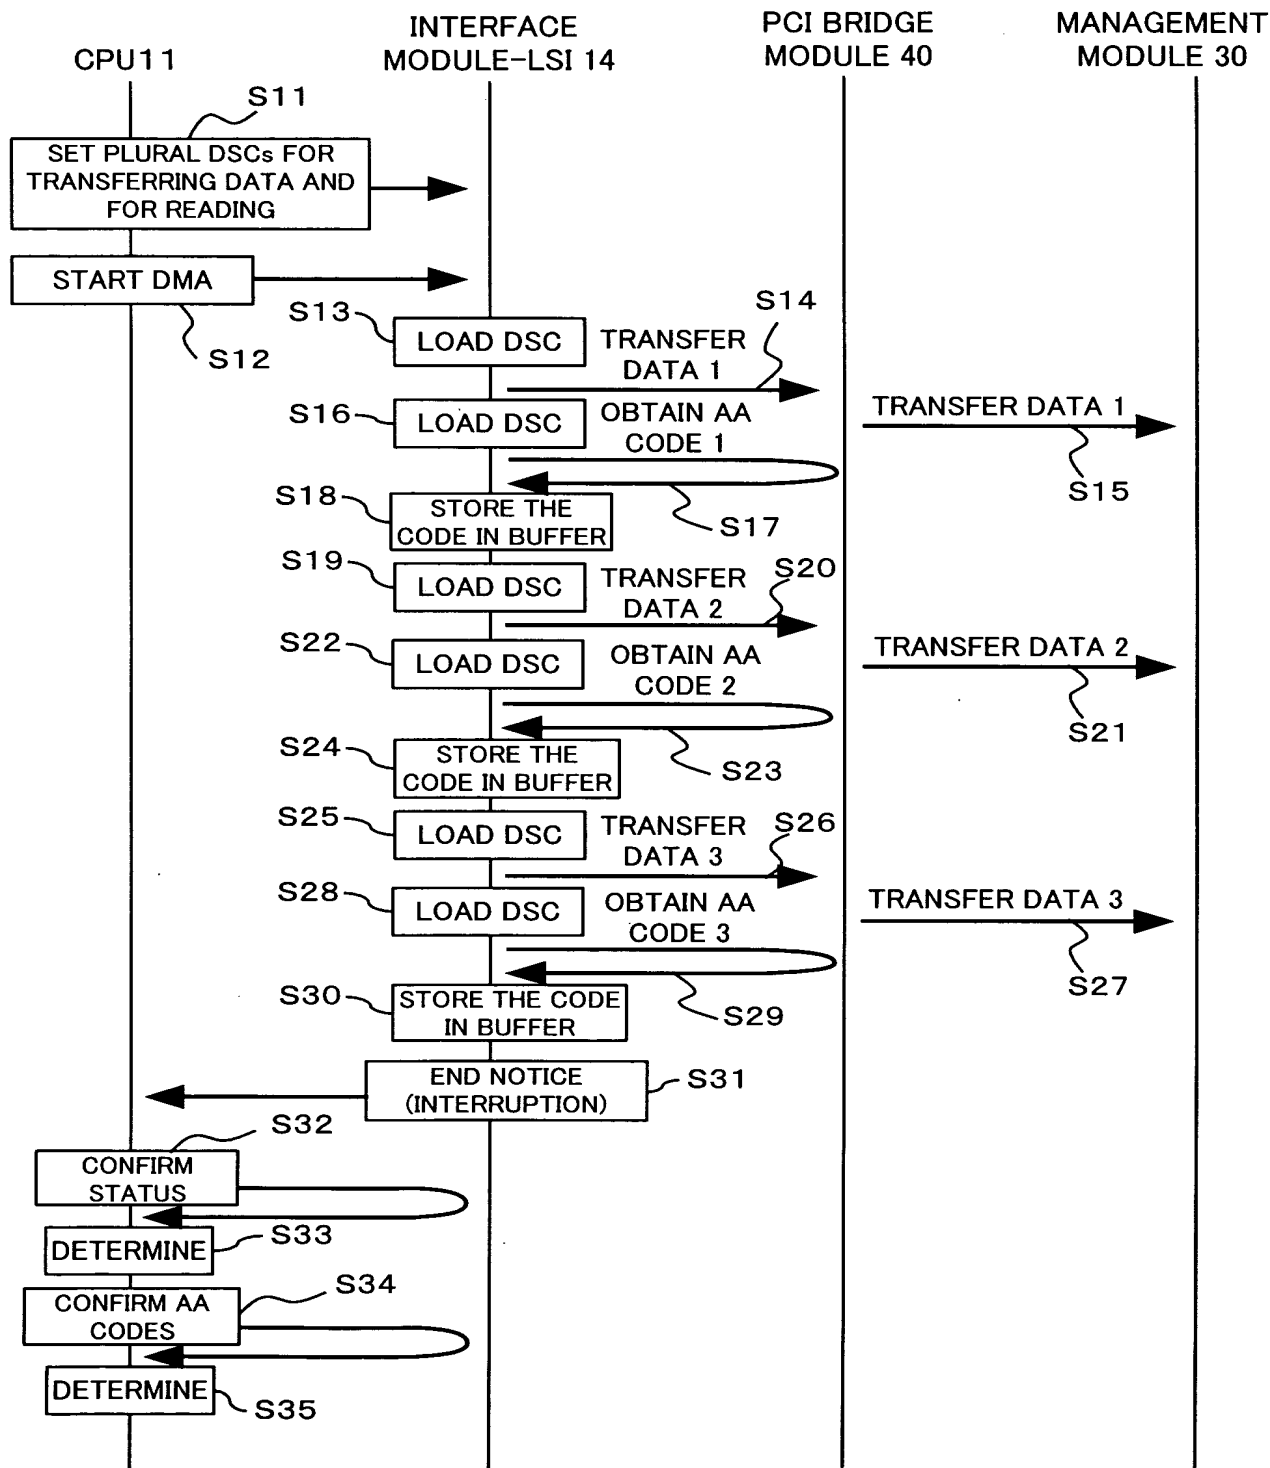 CPU11
INTERFACE
MODULE-LSI 14
PCI BRIDGE
MODULE 40
MANAGEMENT
MODULE 30
S11
SET PLURAL DSCs FOR
TRANSFERRING DATA AND
FOR READING
START DMA
S12
S13
LOAD DSC
TRANSFER
DATA 1
S14
S16
LOAD DSC
OBTAIN AA
CODE 1
TRANSFER DATA 1
S15
S17
S18
STORE THE
CODE IN BUFFER
S19
LOAD DSC
TRANSFER
DATA 2
S20
S22
LOAD DSC
OBTAIN AA
CODE 2
TRANSFER DATA 2
S21
S23
S24
STORE THE
CODE IN BUFFER
S25
LOAD DSC
TRANSFER
DATA 3
S26
S28
LOAD DSC
OBTAIN AA
CODE 3
TRANSFER DATA 3
S27
S29
S30
STORE THE CODE
IN BUFFER
END NOTICE
(INTERRUPTION)
S31
S32
CONFIRM
STATUS
DETERMINE
S33
CONFIRM AA
CODES
S34
DETERMINE
S35